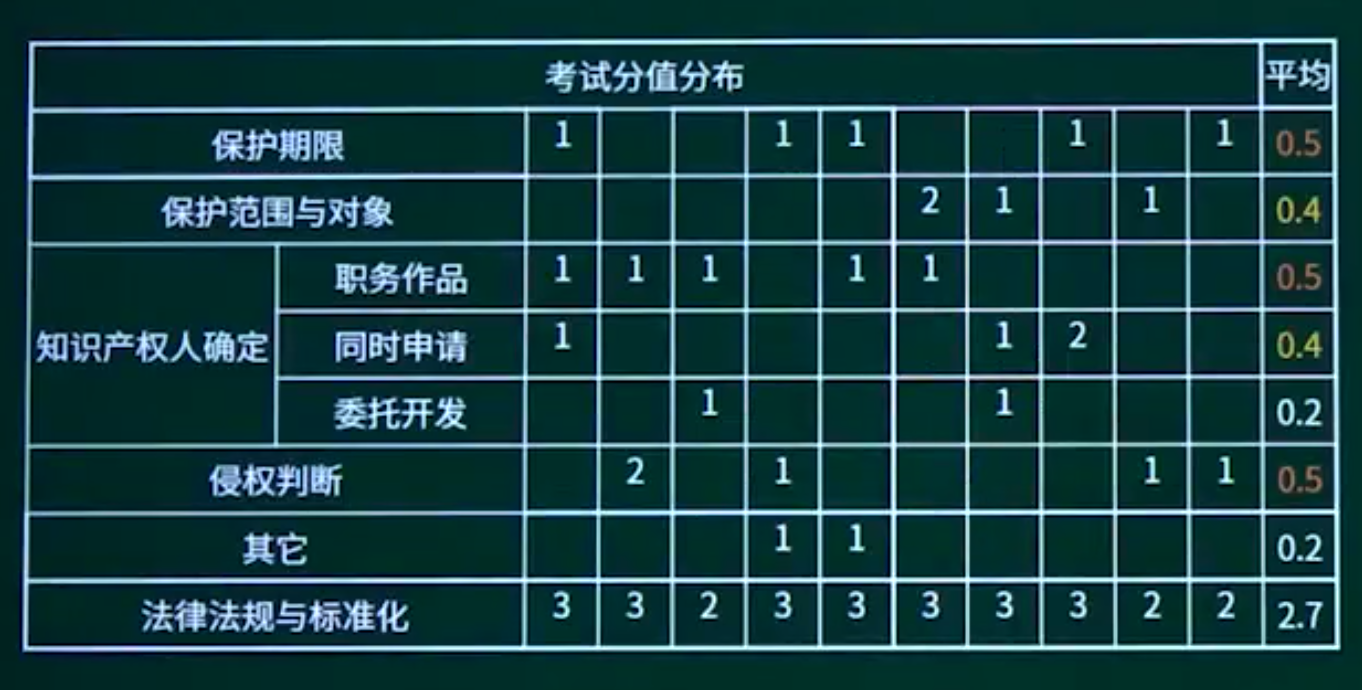 考试分值分布 平均
保护期限 1 1 1 1 1 0.5
保护范围与对象 2 1 1 0.4
知识产权人确定
职务作品 1 1 1 1 1 0.5
同时申请 1 1 2 0.4
委托开发 1 1 0.2
侵权判断 2 1 1 1 0.5
其它 1 1 0.2
法律法规与标准化 3 3 2 3 3 3 3 3 2 2 2.7